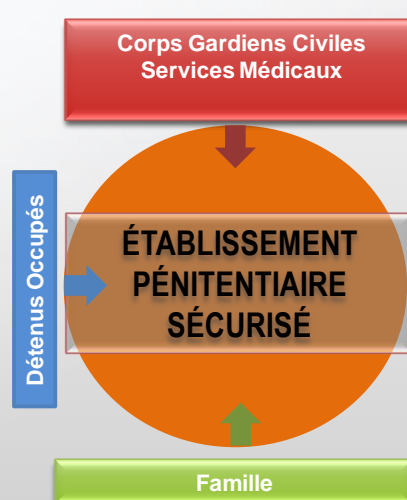 Corps Gardiens Civiles
Services Médicaux
Détenus Occupés
ÉTABLISSEMENT
PÉNITENTIAIRE
SÉCURISÉ
Famille